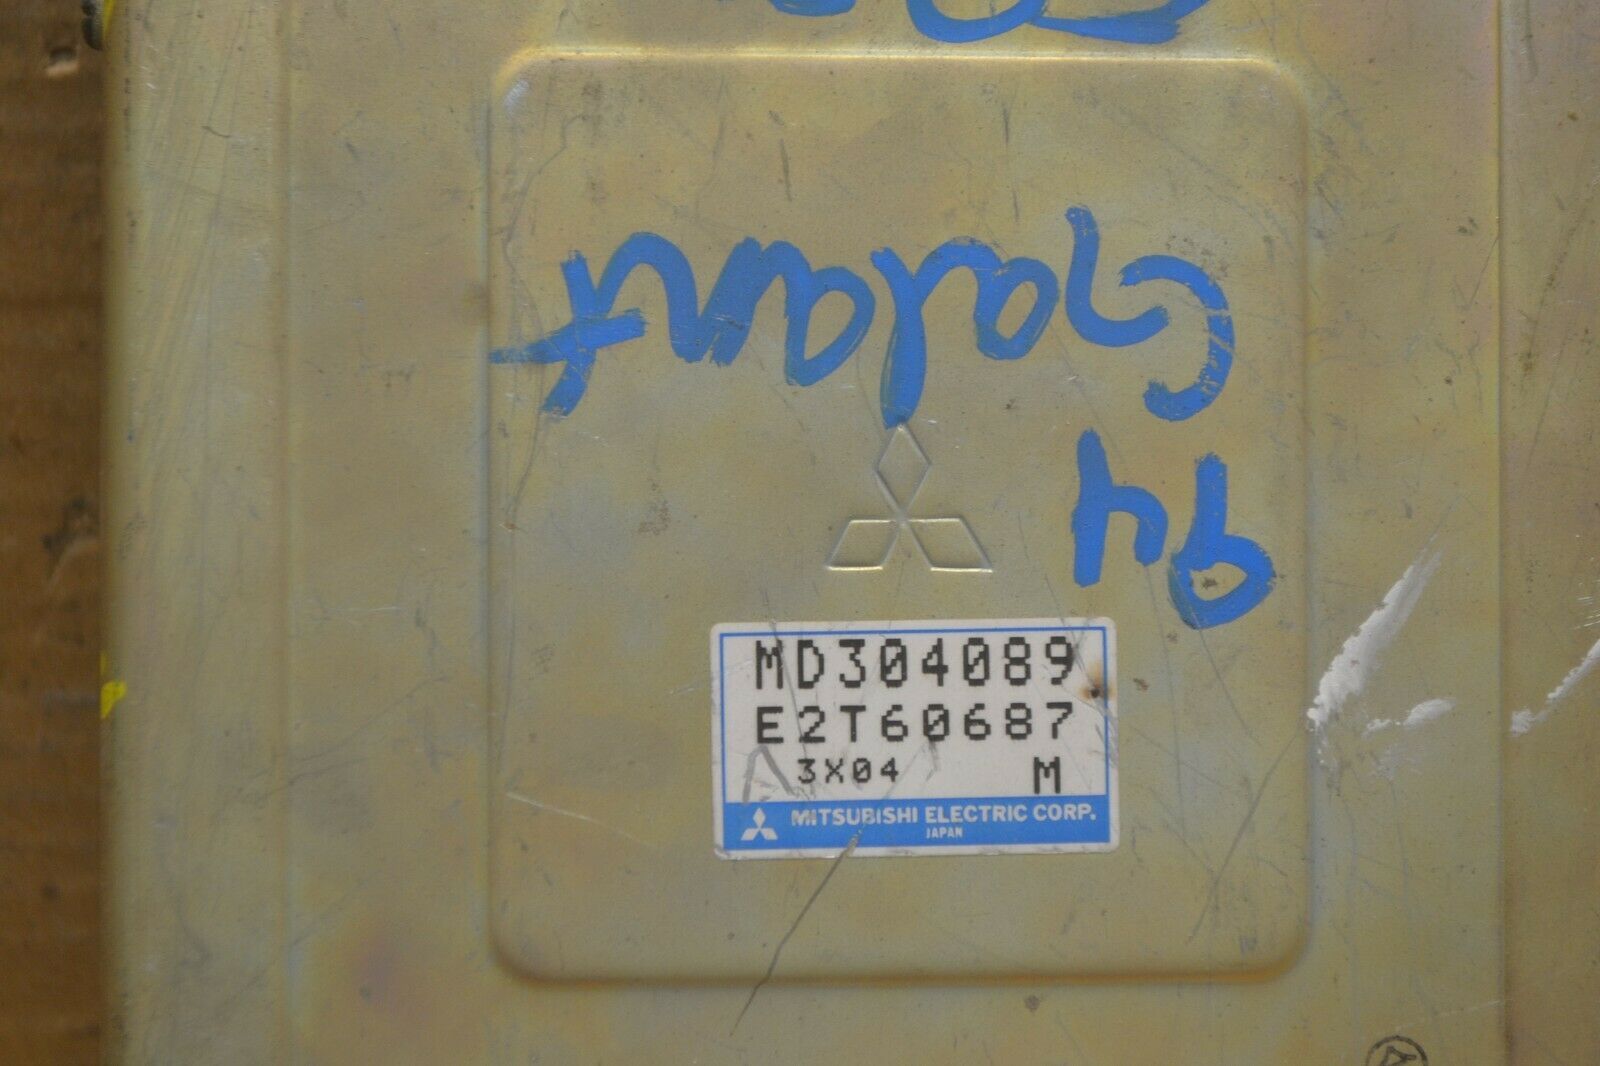 94
Galant
MD304089
E2T60687
3X04 M
MITSUBISHI ELECTRIC CORP.
JAPAN